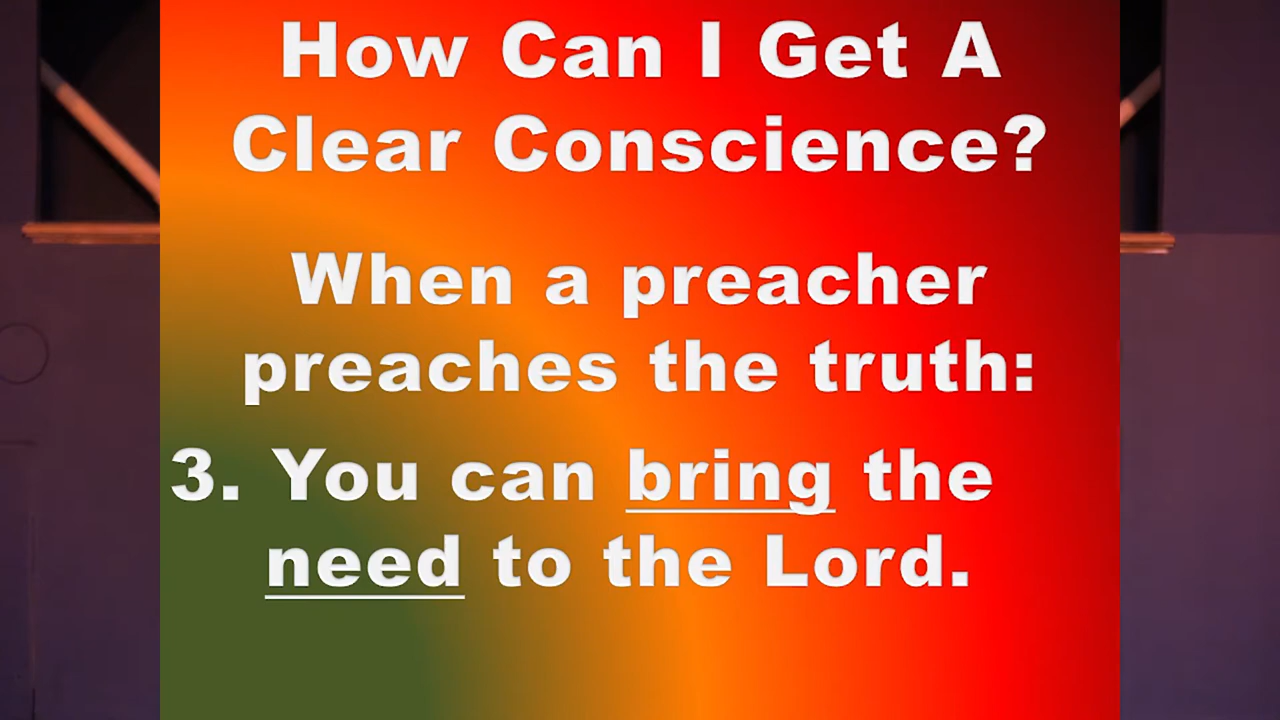 How Can I Get A
Clear Conscience?
When a preacher
preaches the truth:
3. You can bring the
need to the Lord.